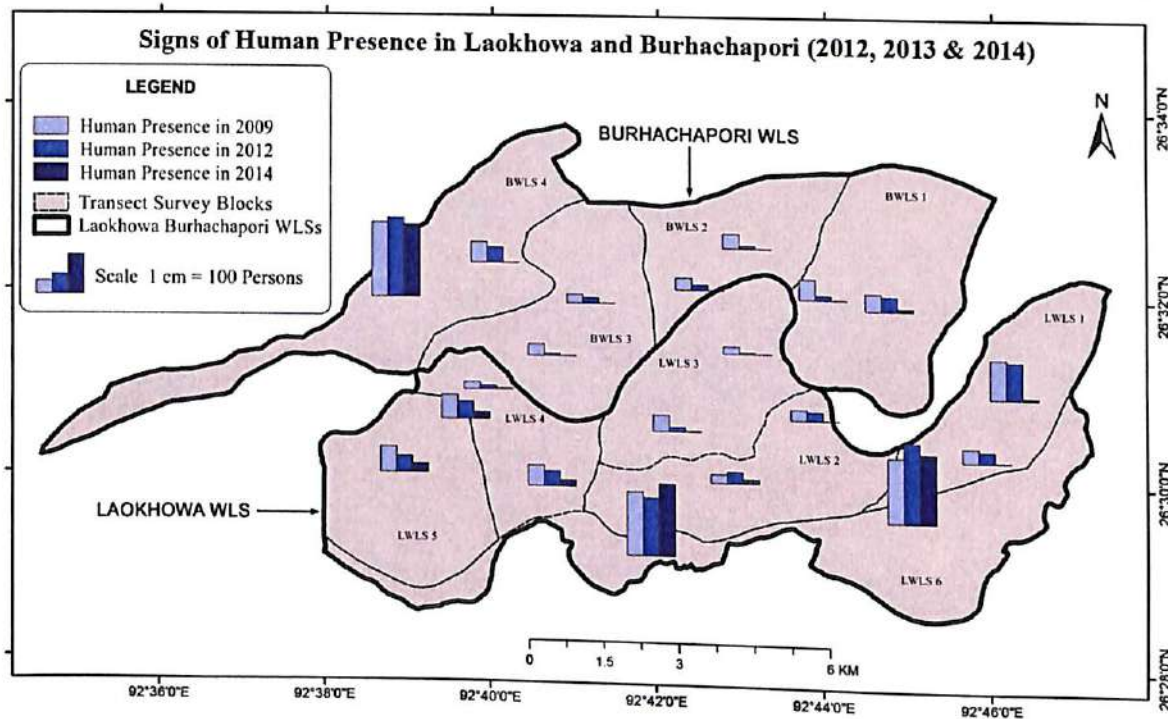 Signs of Human Presence in Laokhowa and Burhachapori (2012, 2013 & 2014)
LEGEND
Human Presence in 2009
Human Presence in 2012
Human Presence in 2014
Transect Survey Blocks
Laokhowa Burhachapori WLSs
Scale 1 cm = 100 Persons
N
BURHACHAPORI WLS
BWLS 4
BWLS 2
BWLS 1
BWLS 3
LWLS 1
LWLS 3
LWLS 4
LWLS 2
LAOKHOWA WLS
LWLS 5
LWLS 6
0 1.5 3 6 KM
92°36'0"E 92°38'0"E 92°40'0"E 92°42'0"E 92°44'0"E 92°46'0"E
26°34'0"N
26°32'0"N
26°30'0"N
26°28'0"N